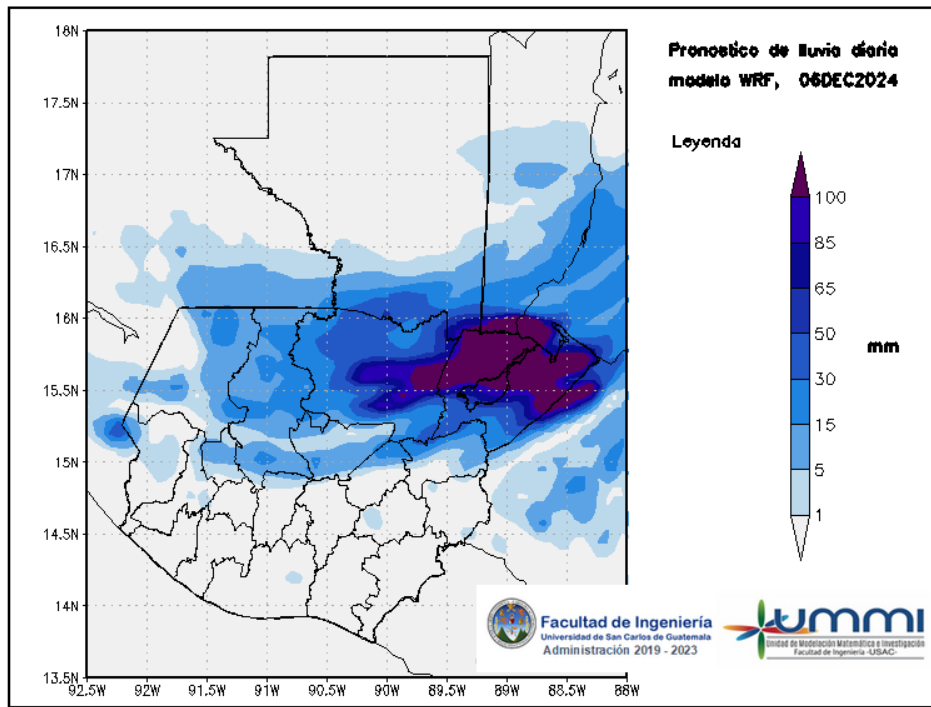 18N
17.5N
17N
16.5N
16N
15.5N
15N
14.5N
14N
13.5N
92.5W
92W
91.5W
91W
90.5W
90W
89.5W
89W
88.5W
88W
Pronostico de lluvia diaria
modelo WRF, 06DEC2024
Leyenda
100
85
65
50
30
15
5
1
mm
Facultad de Ingeniería
Universidad de San Carlos de Guatemala
Administración 2019 - 2023
UMMI
Unidad de Modelación Matemática e Investigación
Facultad de Ingeniería -USAC-